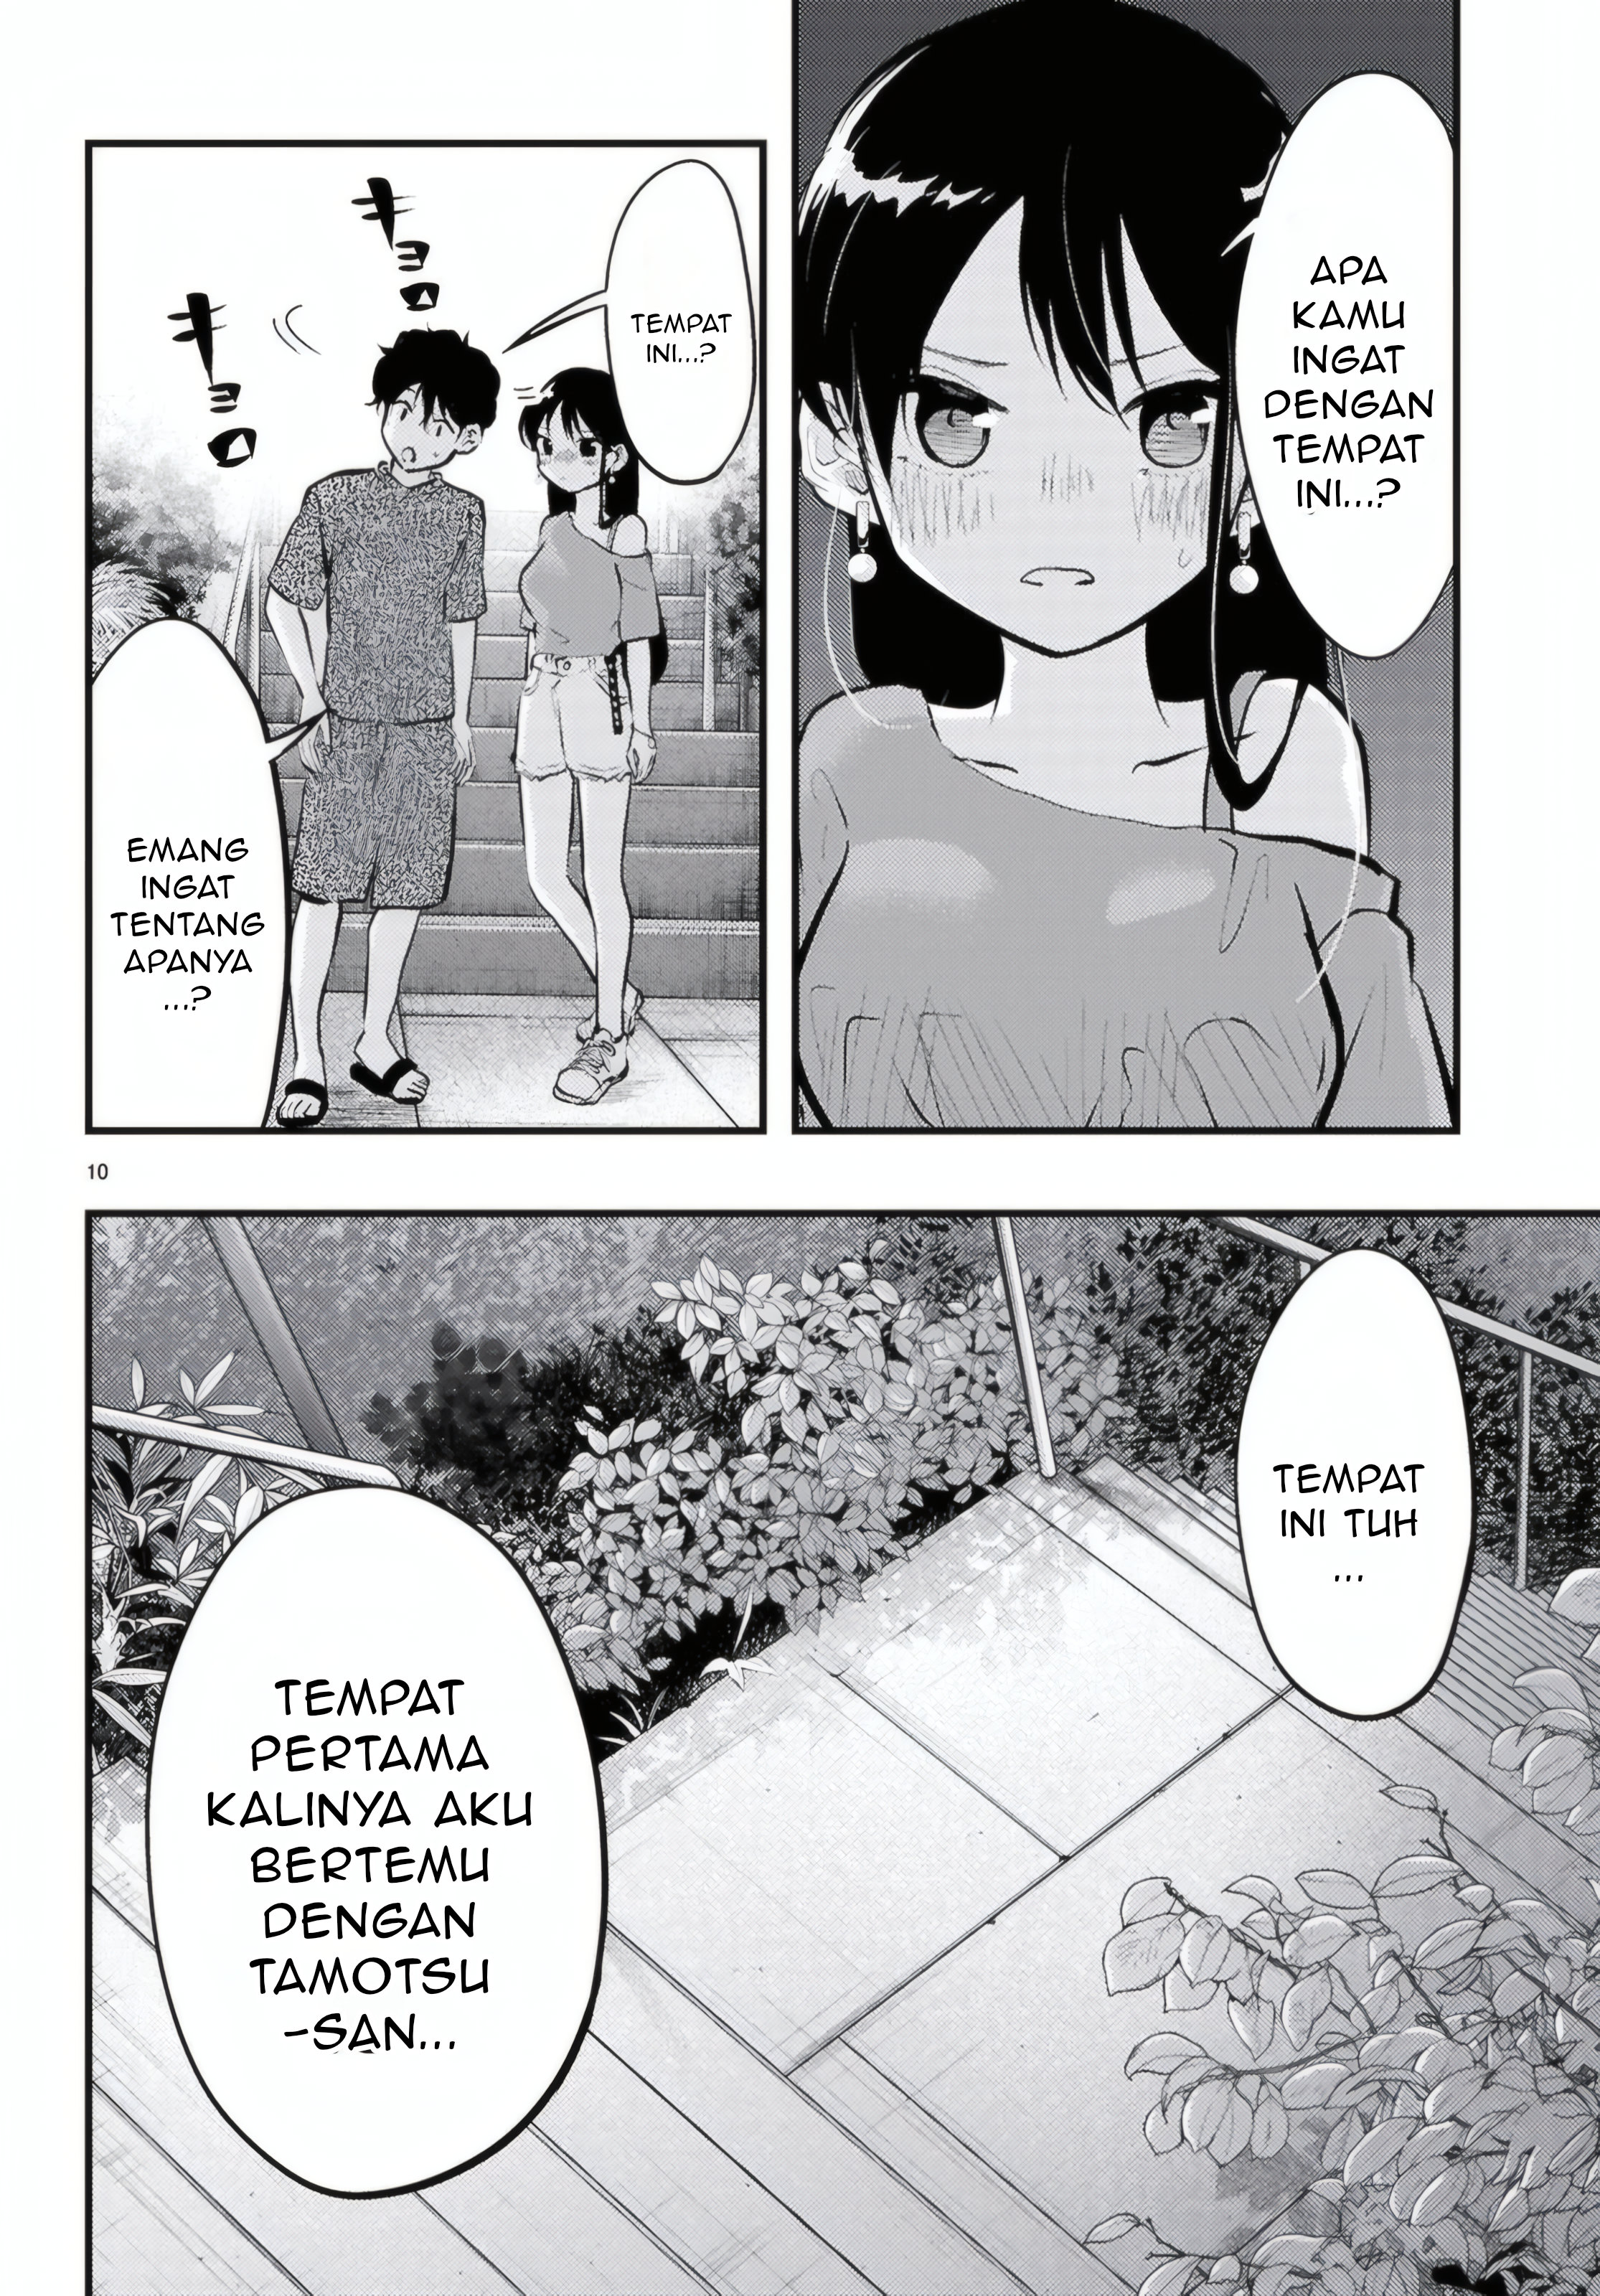 APA
KAMU
INGAT
DENGAN
TEMPAT
INI...?
TEMPAT
INI...?
キョロ
キョロ
EMANG
INGAT
TENTANG
APANYA
...?
10
TEMPAT
INI TUH
...
TEMPAT
PERTAMA
KALINYA AKU
BERTEMU
DENGAN
TAMOTSU
-SAN...